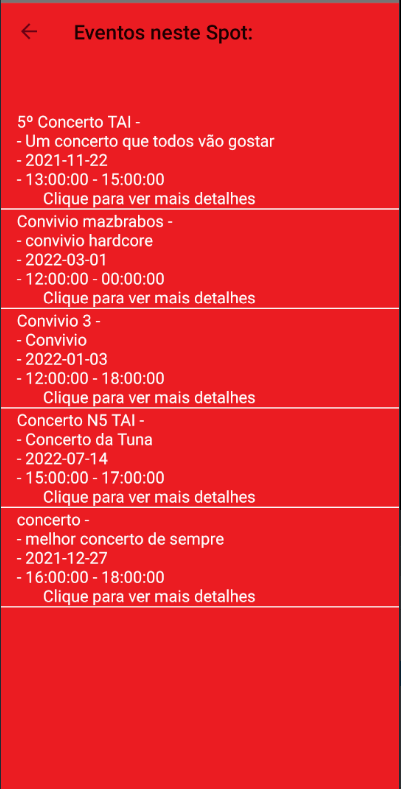 Eventos neste Spot:
5º Concerto TAI -
- Um concerto que todos vão gostar
- 2021-11-22
- 13:00:00 - 15:00:00
Clique para ver mais detalhes
Convivio mazbrabos -
- convivio hardcore
- 2022-03-01
- 12:00:00 - 00:00:00
Clique para ver mais detalhes
Convivio 3 -
- Convivio
- 2022-01-03
- 12:00:00 - 18:00:00
Clique para ver mais detalhes
Concerto N5 TAI -
- Concerto da Tuna
- 2022-07-14
- 15:00:00 - 17:00:00
Clique para ver mais detalhes
concerto -
- melhor concerto de sempre
- 2021-12-27
- 16:00:00 - 18:00:00
Clique para ver mais detalhes